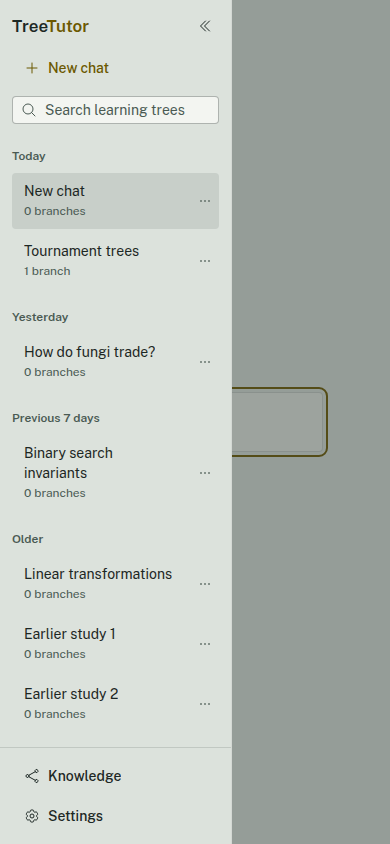 TreeTutor
New chat
Search learning trees
Today
New chat
0 branches
Tournament trees
1 branch
Yesterday
How do fungi trade?
0 branches
Previous 7 days
Binary search
invariants
0 branches
Older
Linear transformations
0 branches
Earlier study 1
0 branches
Earlier study 2
0 branches
Knowledge
Settings